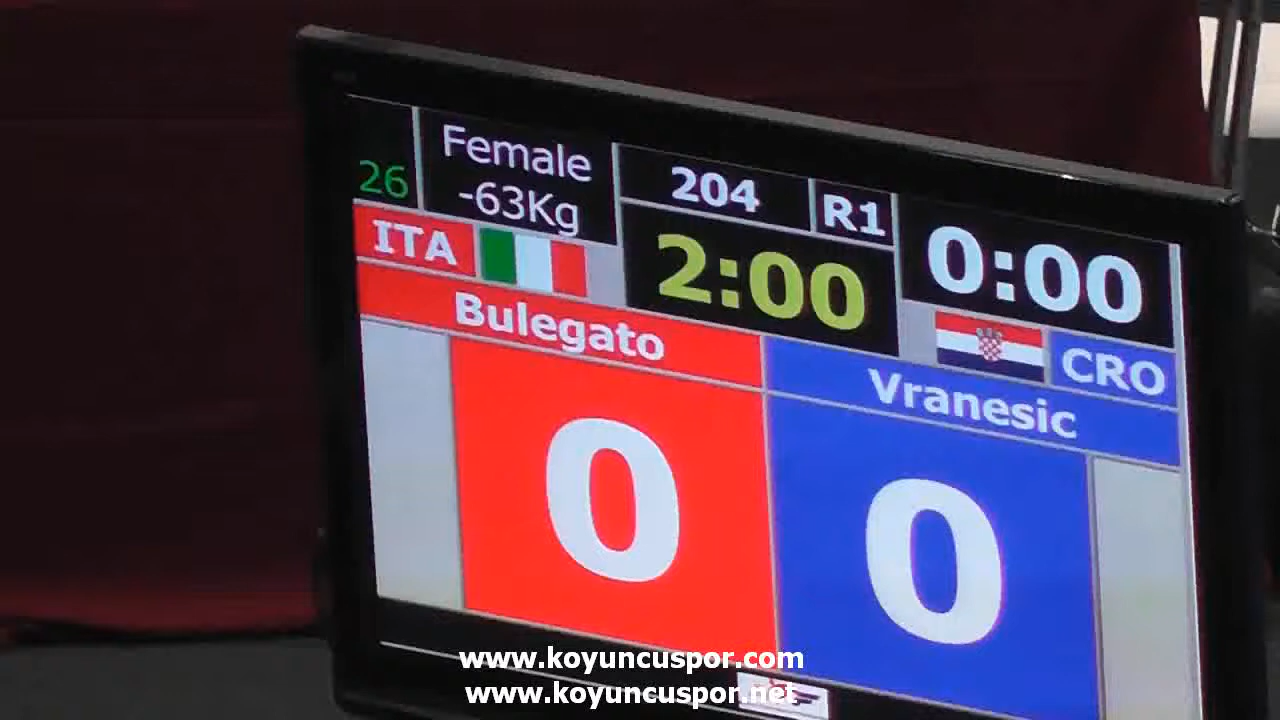 26
Female
-63Kg
204
R1
0:00
2:00
ITA
CRO
Bulegato
Vranesic
0
0
www.koyuncuspor.com
www.koyuncuspor.net